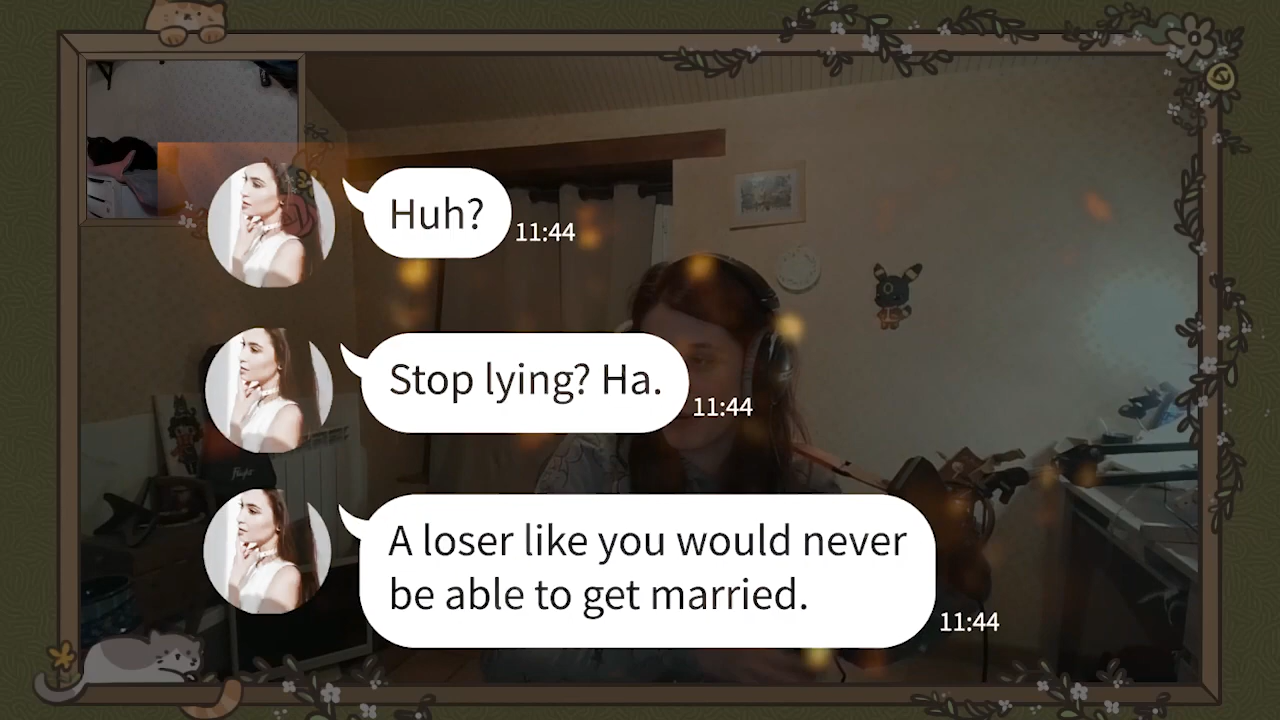 Huh?
11:44
Stop lying? Ha.
11:44
A loser like you would never
be able to get married.
11:44